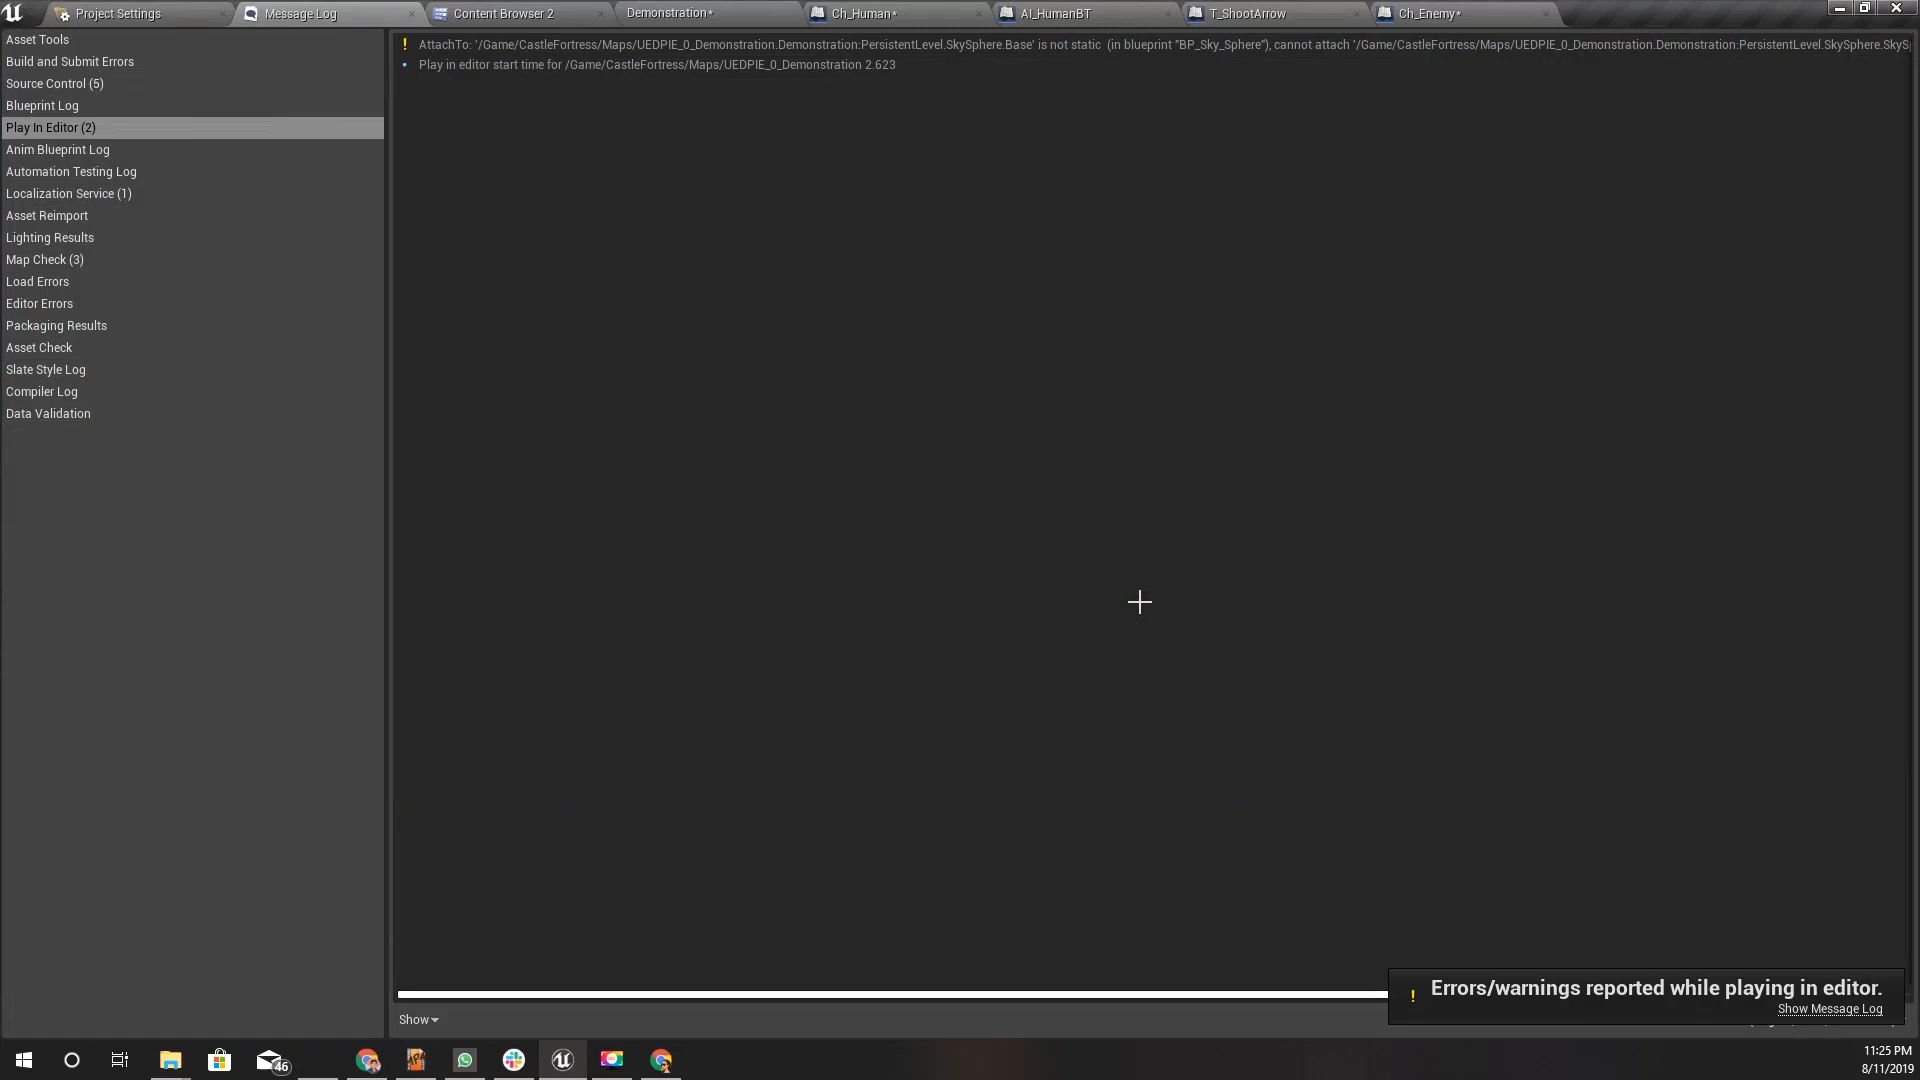 Project Settings
Message Log
Content Browser 2
Demonstration*
Ch_Human*
AI_HumanBT
T_ShootArrow
Ch_Enemy*
Asset Tools
Build and Submit Errors
Source Control (5)
Blueprint Log
Play In Editor (2)
Anim Blueprint Log
Automation Testing Log
Localization Service (1)
Asset Reimport
Lighting Results
Map Check (3)
Load Errors
Editor Errors
Packaging Results
Asset Check
Slate Style Log
Compiler Log
Data Validation
AttachTo: '/Game/CastleFortress/Maps/UEDPIE_0_Demonstration.Demonstration:PersistentLevel.SkySphere.Base' is not static (in blueprint "BP_Sky_Sphere"), cannot attach '/Game/CastleFortress/Maps/UEDPIE_0_Demonstration.Demonstration:PersistentLevel.SkySphere.SkyS
Play in editor start time for /Game/CastleFortress/Maps/UEDPIE_0_Demonstration 2.623
Errors/warnings reported while playing in editor.
Show Message Log
Show
46
11:25 PM
8/11/2019